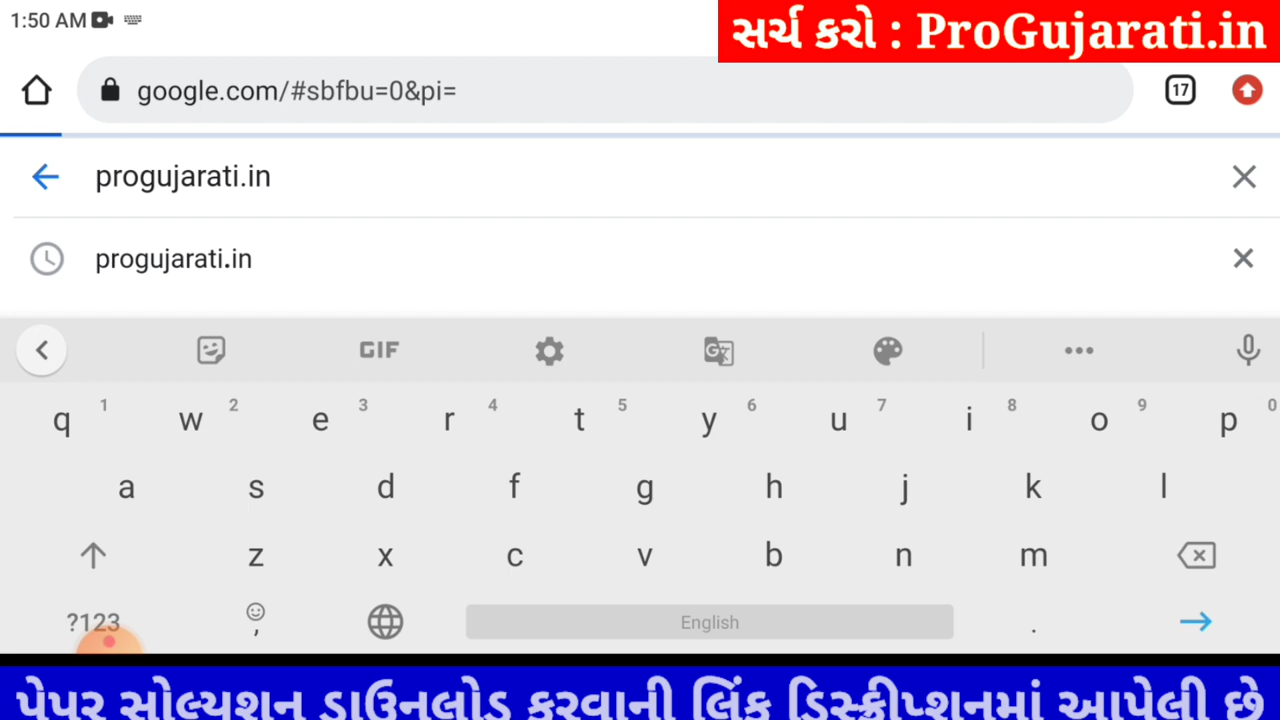 1:50 AM
સર્ચ કરો : ProGujarati.in
google.com/#sbfbu=0&pi=
17
progujarati.in
progujarati.in
GIF
q 1 w 2 e 3 r 4 t 5 y 6 u 7 i 8 o 9 p 0
a s d f g h j k l
z x c v b n m
?123 , English .
પેપર સોલ્યશન ડાઉનલોડ કરવાની લિંક ડિસ્ક્રીપ્શનમાં આપેલી છે